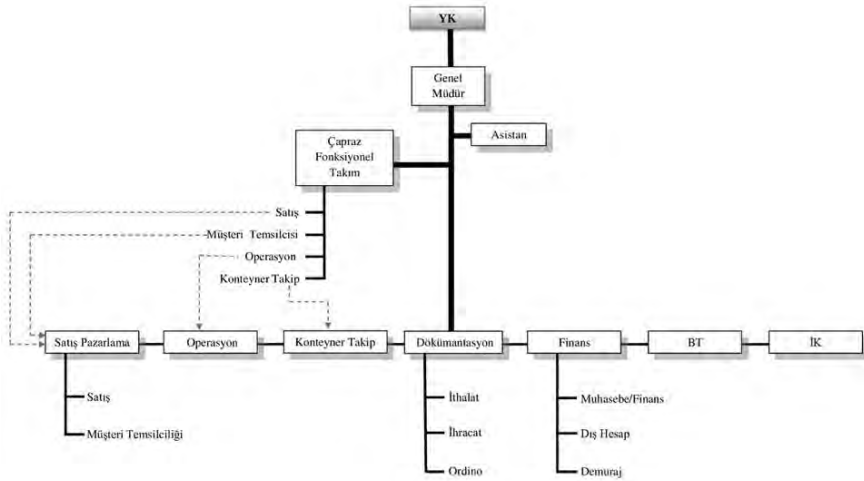 YK
Genel
Müdür
Asistan
Çapraz
Fonksiyonel
Takım
Satış
Müşteri Temsilcisi
Operasyon
Konteyner Takip
Satış Pazarlama
Operasyon
Konteyner Takip
Dökümantasyon
Finans
BT
İK
Satış
Müşteri Temsilciliği
İthalat
İhracat
Ordino
Muhasebe/Finans
Dış Hesap
Demuraj